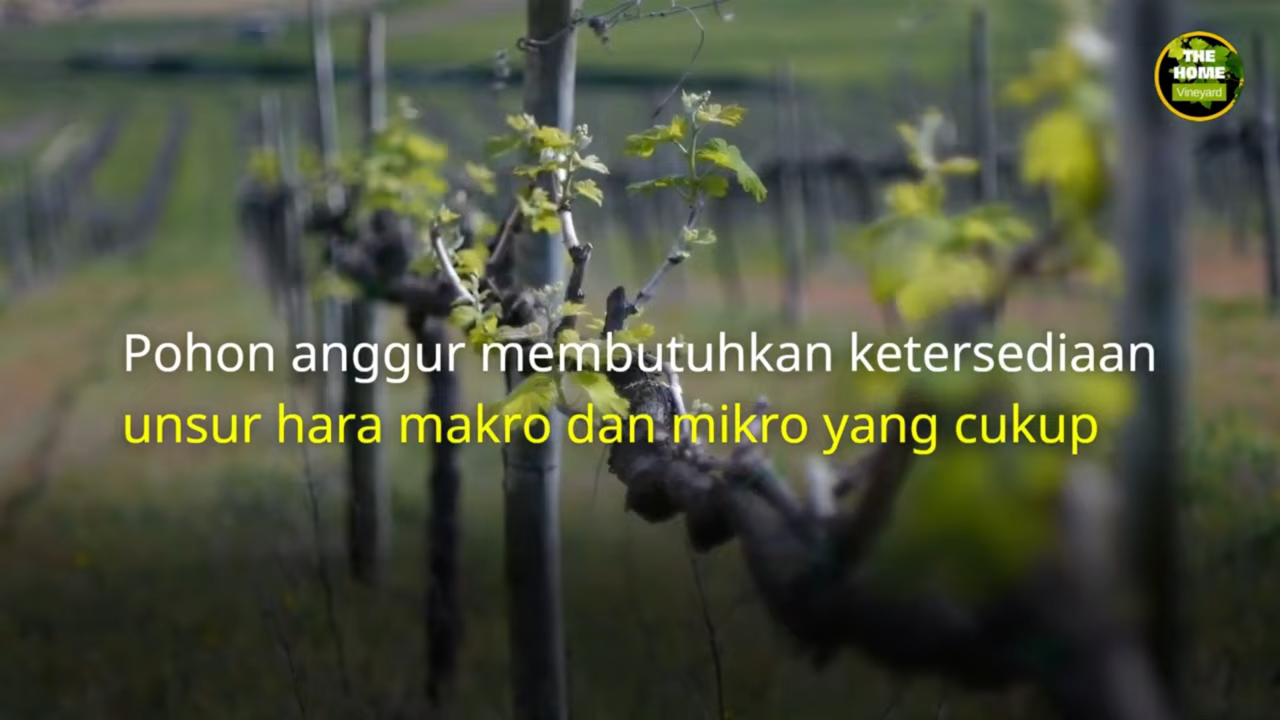 THE
HOME
Vineyard
Pohon anggur membutuhkan ketersediaan
unsur hara makro dan mikro yang cukup